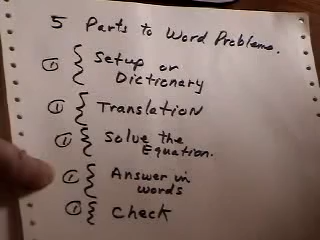 5 Parts to Word Problems.
① Setup or
Dictionary
① Translation
① Solve the
Equation.
① Answer in
words
① Check